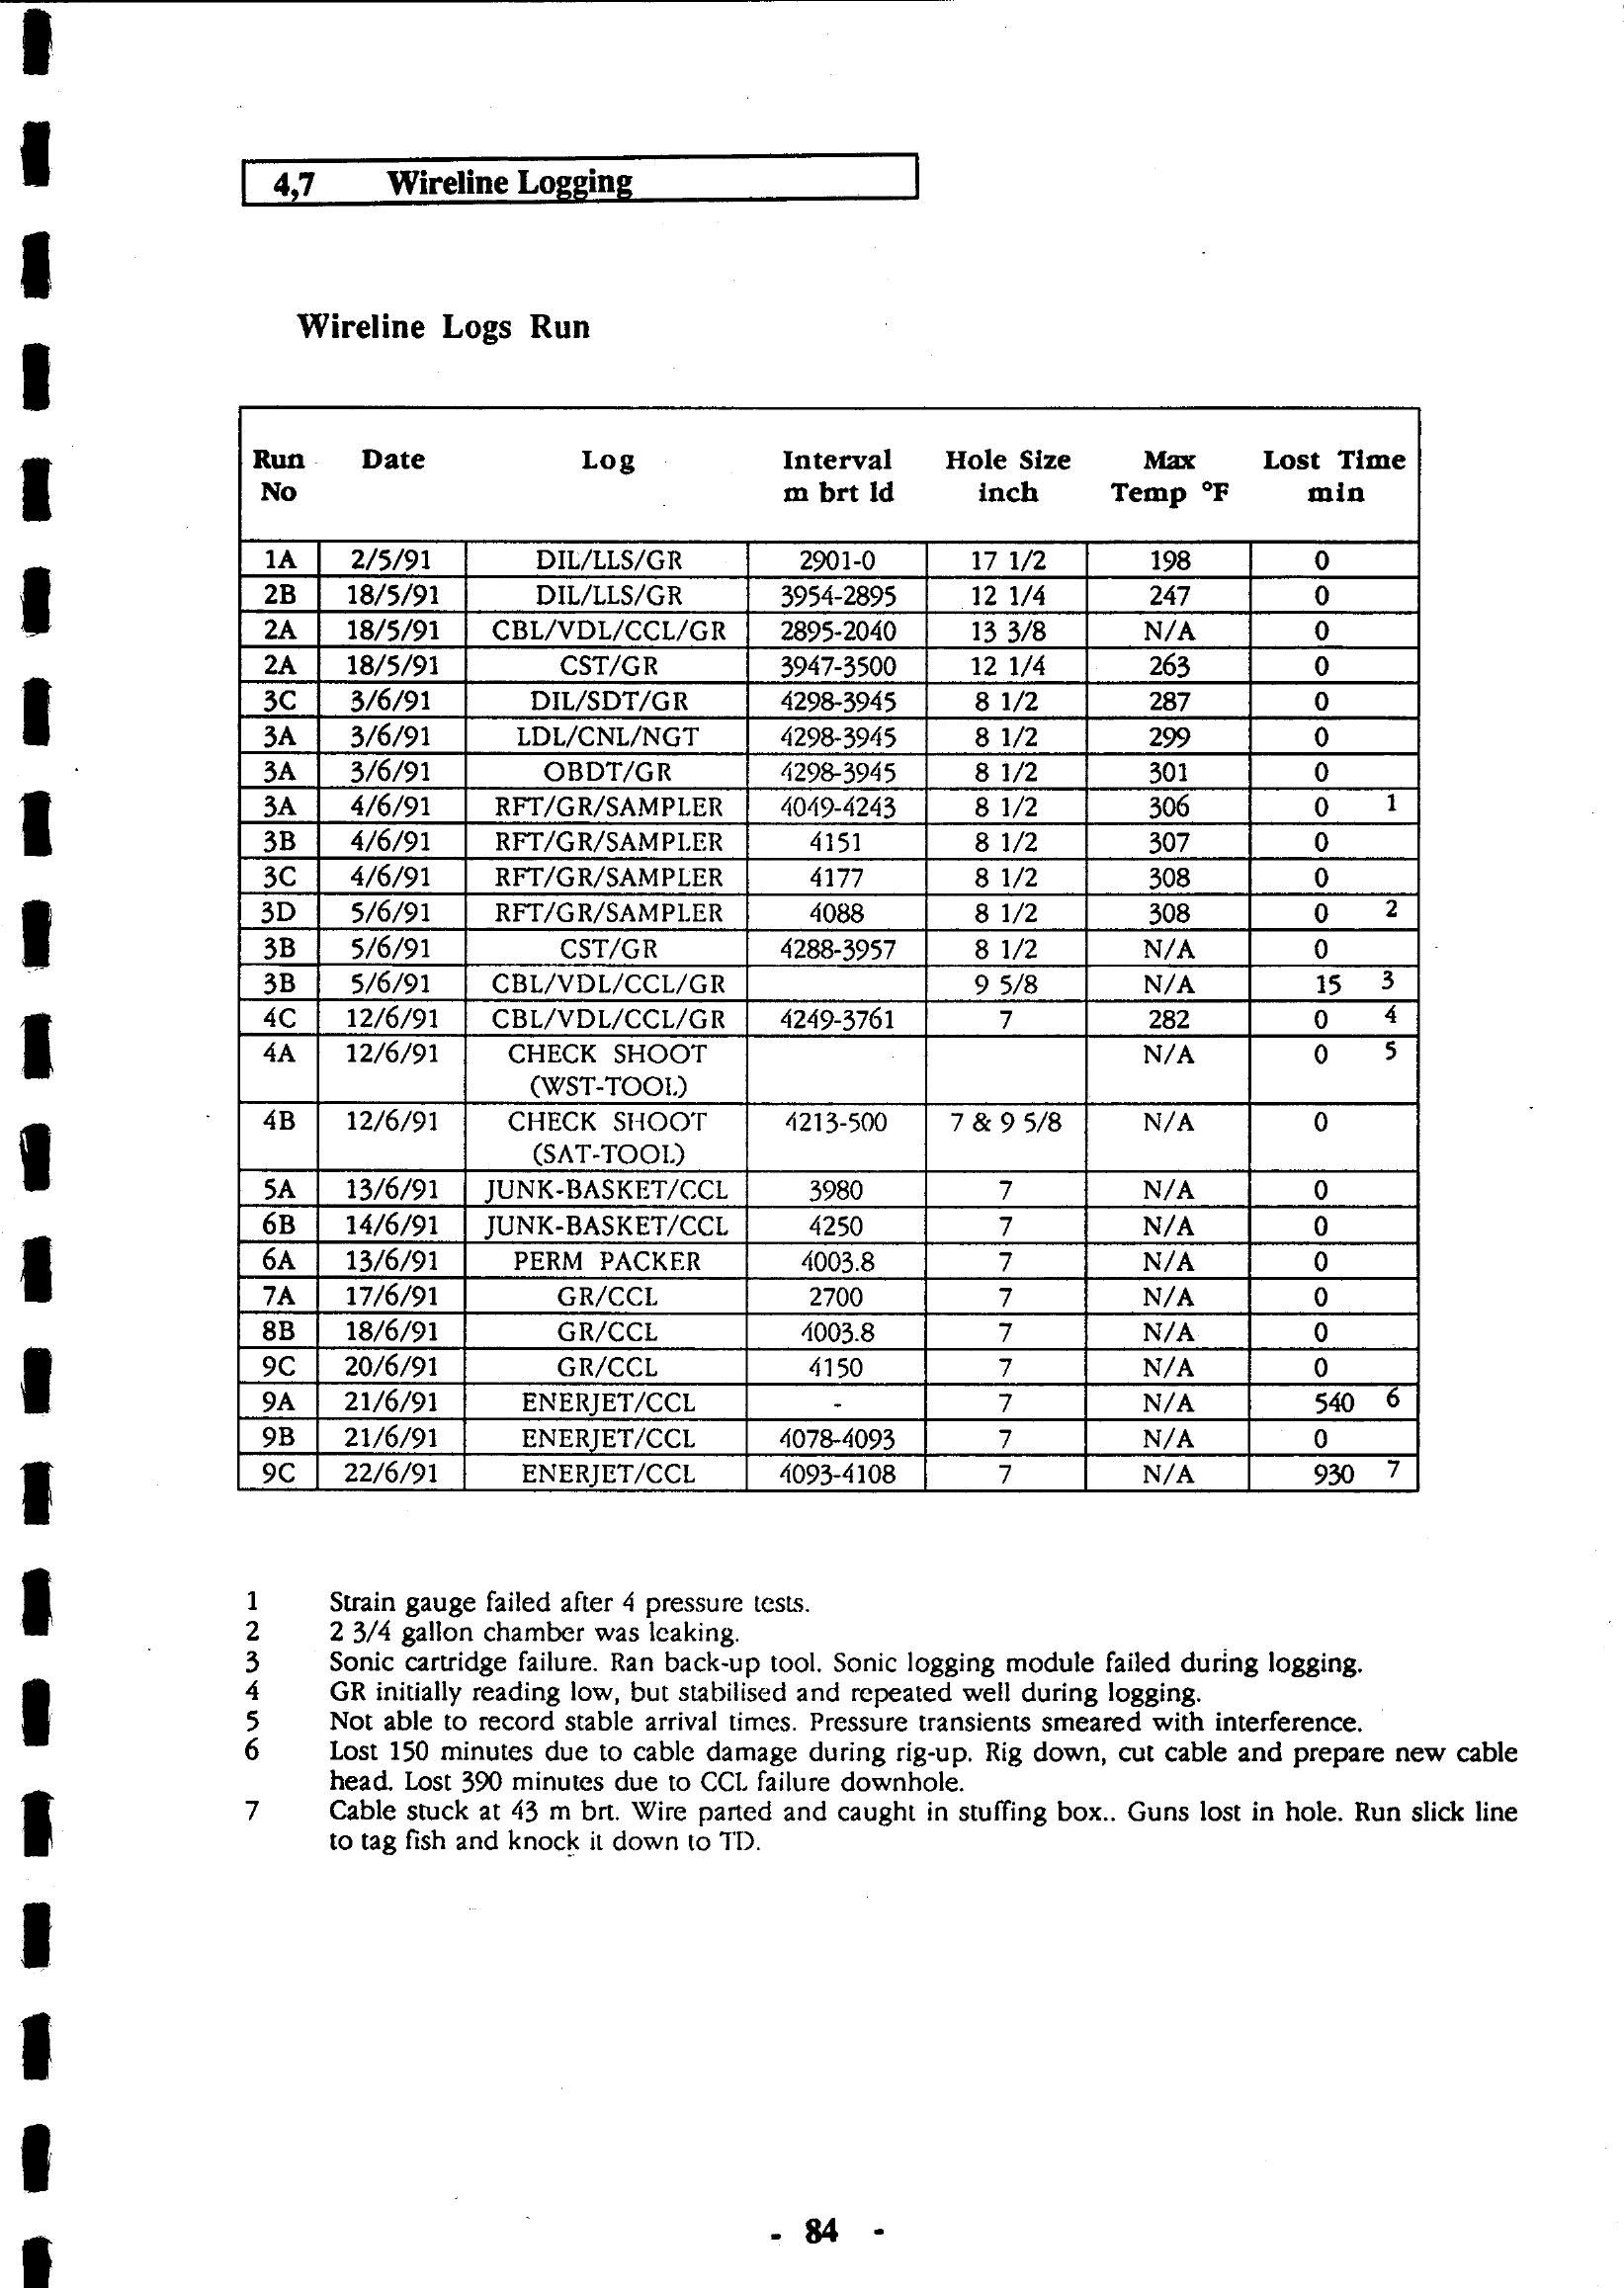 4,7 Wireline Logging
Wireline Logs Run
Run Date Log Interval Hole Size Max Lost Time
No m brt ld inch Temp °F min
1A 2/5/91 DIL/LLS/GR 2901-0 17 1/2 198 0
2B 18/5/91 DIL/LLS/GR 3954-2895 12 1/4 247 0
2A 18/5/91 CBL/VDL/CCL/GR 2895-2040 13 3/8 N/A 0
2A 18/5/91 CST/GR 3947-3500 12 1/4 263 0
3C 3/6/91 DIL/SDT/GR 4298-3945 8 1/2 287 0
3A 3/6/91 LDL/CNL/NGT 4298-3945 8 1/2 299 0
3A 3/6/91 OBDT/GR 4298-3945 8 1/2 301 0
3A 4/6/91 RFT/GR/SAMPLER 4049-4243 8 1/2 306 0 1
3B 4/6/91 RFT/GR/SAMPLER 4151 8 1/2 307 0
3C 4/6/91 RFT/GR/SAMPLER 4177 8 1/2 308 0
3D 5/6/91 RFT/GR/SAMPLER 4088 8 1/2 308 0 2
3B 5/6/91 CST/GR 4288-3957 8 1/2 N/A 0
3B 5/6/91 CBL/VDL/CCL/GR 9 5/8 N/A 15 3
4C 12/6/91 CBL/VDL/CCL/GR 4249-3761 7 282 0 4
4A 12/6/91 CHECK SHOOT N/A 0 5
(WST-TOOL)
4B 12/6/91 CHECK SHOOT 4213-500 7 & 9 5/8 N/A 0
(SAT-TOOL)
5A 13/6/91 JUNK-BASKET/CCL 3980 7 N/A 0
6B 14/6/91 JUNK-BASKET/CCL 4250 7 N/A 0
6A 13/6/91 PERM PACKER 4003.8 7 N/A 0
7A 17/6/91 GR/CCL 2700 7 N/A 0
8B 18/6/91 GR/CCL 4003.8 7 N/A 0
9C 20/6/91 GR/CCL 4150 7 N/A 0
9A 21/6/91 ENERJET/CCL - 7 N/A 540 6
9B 21/6/91 ENERJET/CCL 4078-4093 7 N/A 0
9C 22/6/91 ENERJET/CCL 4093-4108 7 N/A 930 7
1 Strain gauge failed after 4 pressure tests.
2 2 3/4 gallon chamber was leaking.
3 Sonic cartridge failure. Ran back-up tool. Sonic logging module failed during logging.
4 GR initially reading low, but stabilised and repeated well during logging.
5 Not able to record stable arrival times. Pressure transients smeared with interference.
6 Lost 150 minutes due to cable damage during rig-up. Rig down, cut cable and prepare new cable
head. Lost 390 minutes due to CCL failure downhole.
7 Cable stuck at 43 m brt. Wire parted and caught in stuffing box.. Guns lost in hole. Run slick line
to tag fish and knock it down to TD.
- 84 -